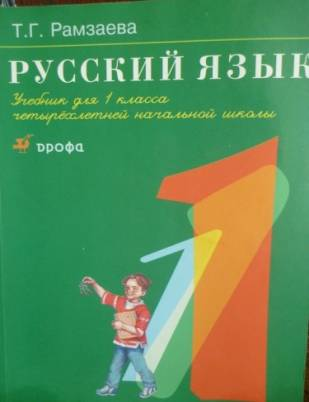 Т.Г. Рамзаева
РУССКИЙ ЯЗЫК
Учебник для 1 класса
четырёхлетней начальной школы
дрофа
1